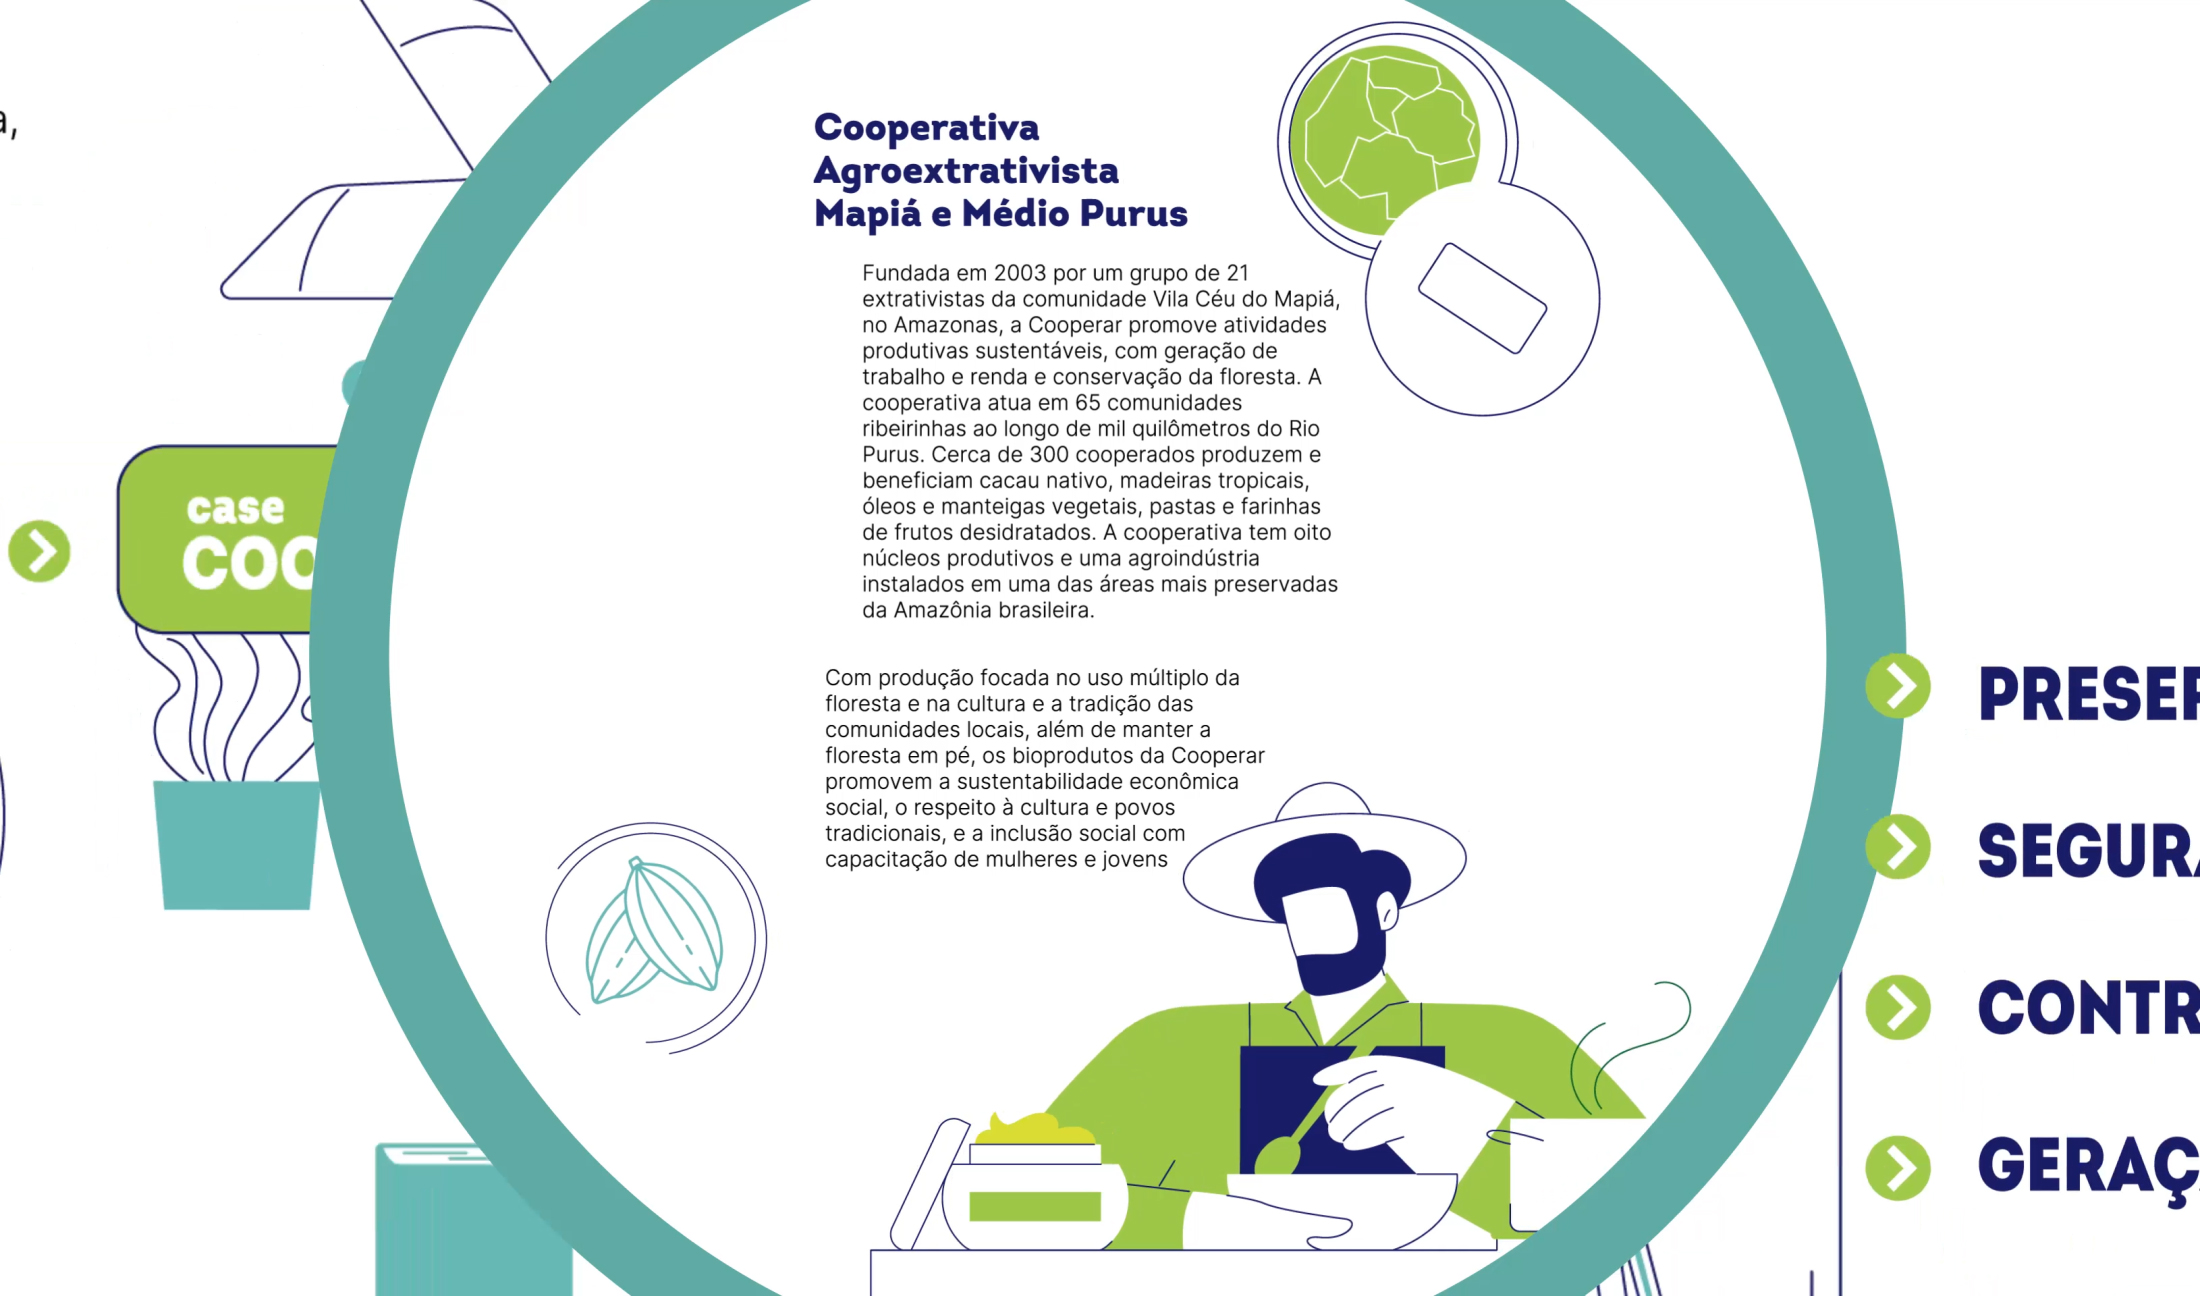 a,
case
COO
Cooperativa
Agroextrativista
Mapiá e Médio Purus
Fundada em 2003 por um grupo de 21
extrativistas da comunidade Vila Céu do Mapiá,
no Amazonas, a Cooperar promove atividades
produtivas sustentáveis, com geração de
trabalho e renda e conservação da floresta. A
cooperativa atua em 65 comunidades
ribeirinhas ao longo de mil quilômetros do Rio
Purus. Cerca de 300 cooperados produzem e
beneficiam cacau nativo, madeiras tropicais,
óleos e manteigas vegetais, pastas e farinhas
de frutos desidratados. A cooperativa tem oito
núcleos produtivos e uma agroindústria
instalados em uma das áreas mais preservadas
da Amazônia brasileira.
Com produção focada no uso múltiplo da
floresta e na cultura e a tradição das
comunidades locais, além de manter a
floresta em pé, os bioprodutos da Cooperar
promovem a sustentabilidade econômica
social, o respeito à cultura e povos
tradicionais, e a inclusão social com
capacitação de mulheres e jovens
PRESER
SEGURA
CONTR
GERAÇ